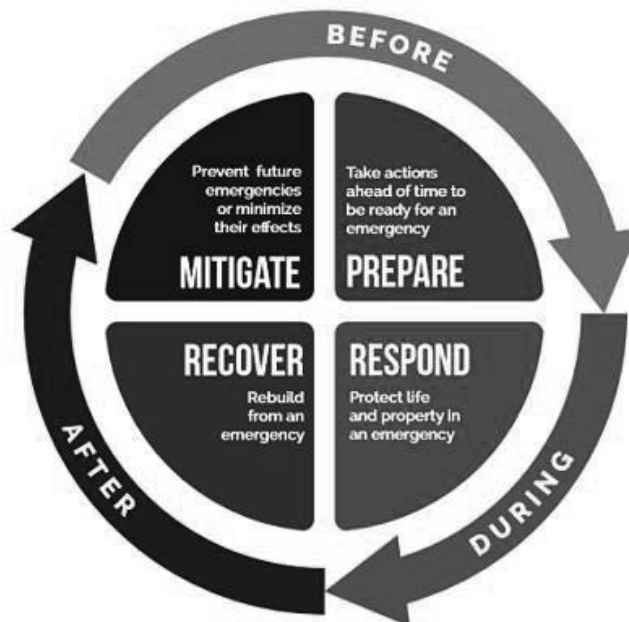 BEFORE
Prevent future
emergencies
or minimize
their effects
MITIGATE
Take actions
ahead of time to
be ready for an
emergency
PREPARE
RECOVER
Rebuild
from an
emergency
RESPOND
Protect life
and property in
an emergency
AFTER
DURING